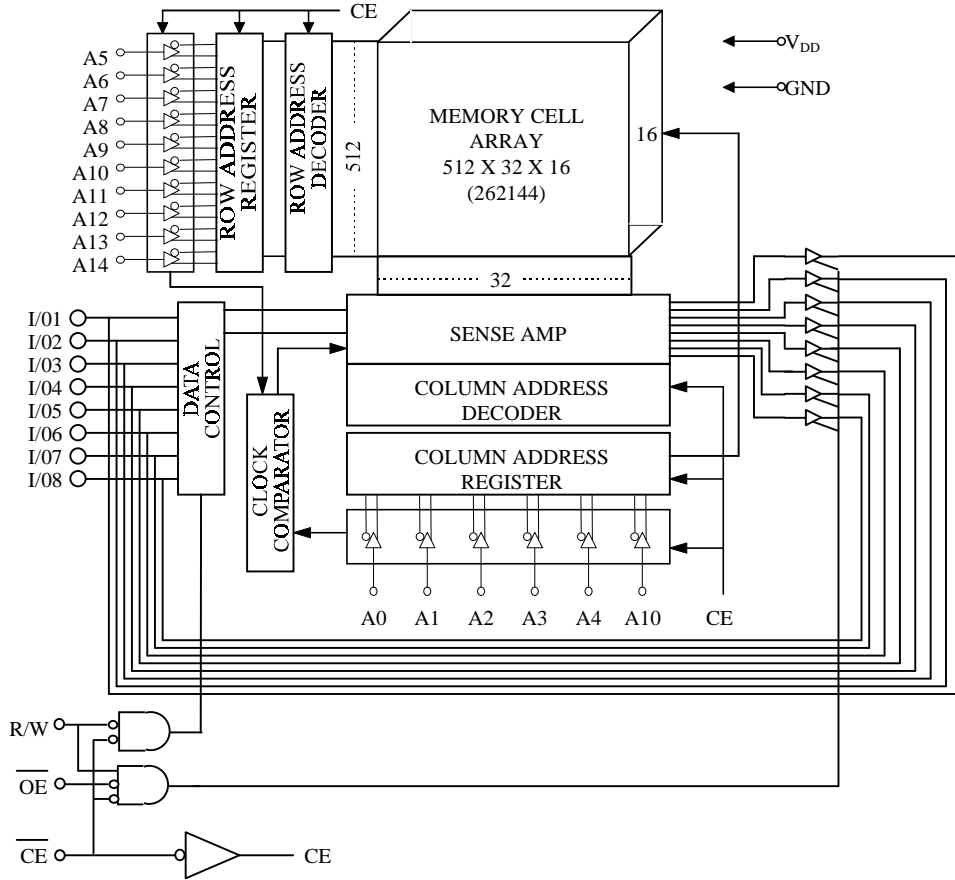 CE
A5
A6
A7
A8
A9
A10
A11
A12
A13
A14
ROW ADDRESS
REGISTER
ROW ADDRESS
DECODER
512
MEMORY CELL
ARRAY
512 X 32 X 16
(262144)
16
VDD
GND
32
I/01
I/02
I/03
I/04
I/05
I/06
I/07
I/08
DATA
CONTROL
SENSE AMP
COLUMN ADDRESS
DECODER
COLUMN ADDRESS
REGISTER
CLOCK
COMPARATOR
A0 A1 A2 A3 A4 A10 CE
R/W
OE
CE
CE